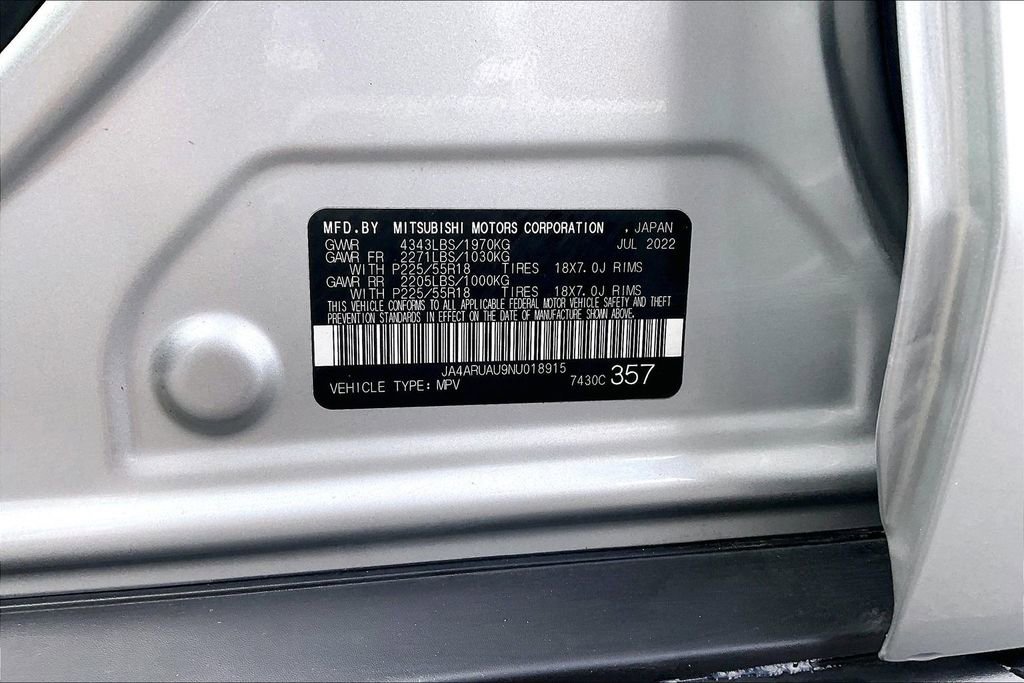 MFD.BY MITSUBISHI MOTORS CORPORATION , JAPAN
GVWR 4343LBS/1970KG JUL 2022
GAWR FR 2271LBS/1030KG
WITH P225/55R18 TIRES 18X7.0J RIMS
GAWR RR 2205LBS/1000KG
WITH P225/55R18 TIRES 18X7.0J RIMS
THIS VEHICLE CONFORMS TO ALL APPLICABLE FEDERAL MOTOR VEHICLE SAFETY AND THEFT
PREVENTION STANDARDS IN EFFECT ON THE DATE OF MANUFACTURE SHOWN ABOVE.
JA4ARUAU9NU018915
VEHICLE TYPE: MPV 7430C 357